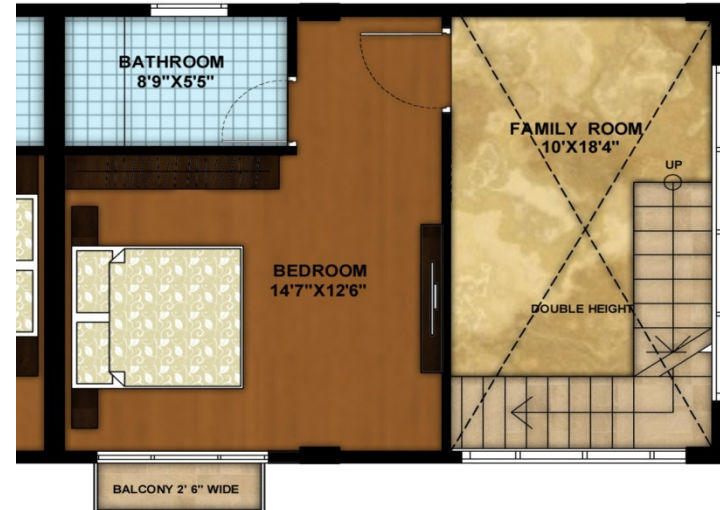 BATHROOM
8'9"X5'5"
FAMILY ROOM
10'X18'4"
UP
BEDROOM
14'7"X12'6"
DOUBLE HEIGHT
BALCONY 2' 6" WIDE